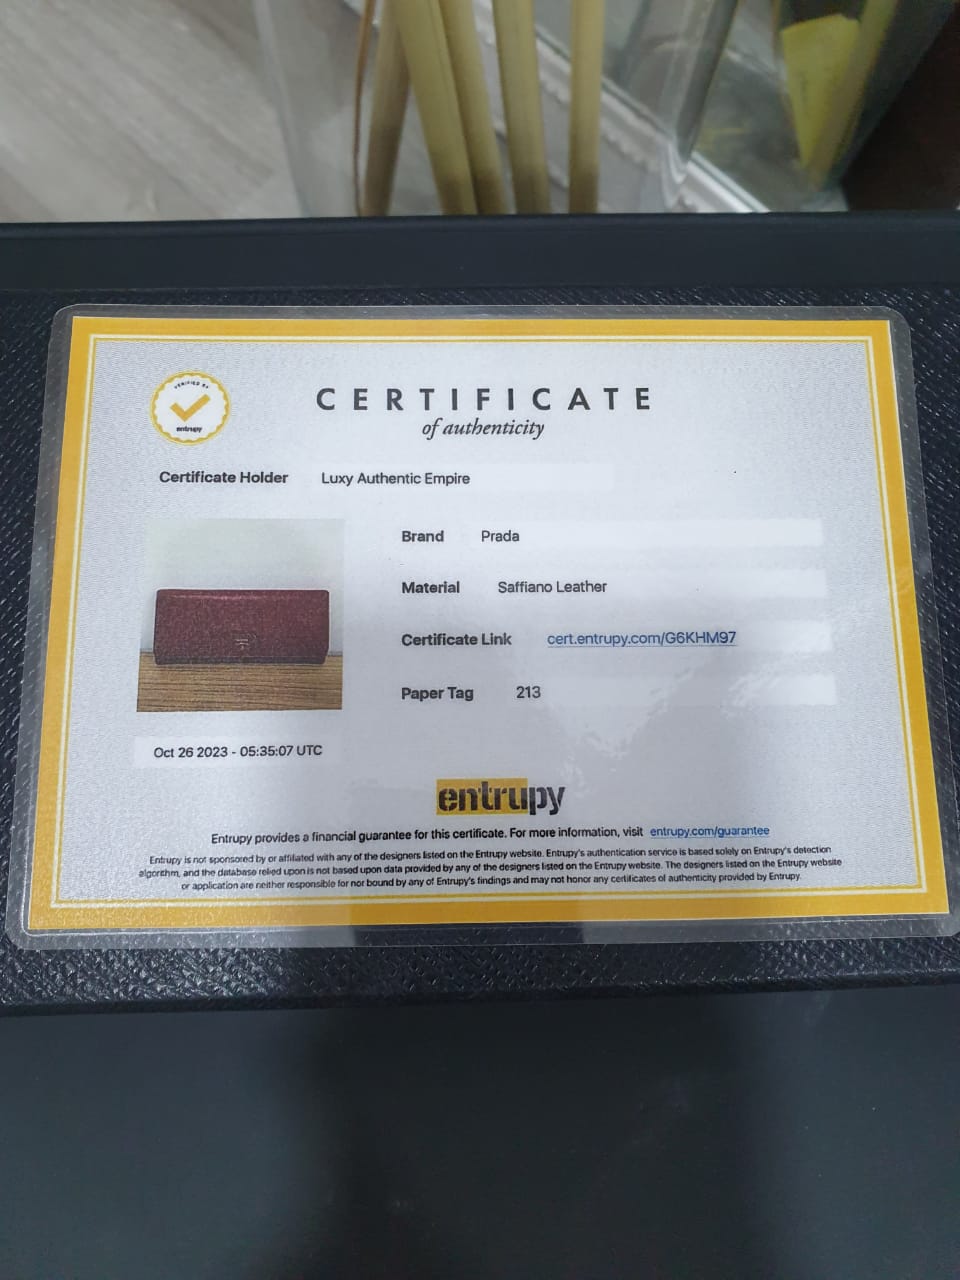 VERIFIED BY
entrupy
CERTIFICATE
of authenticity
Certificate Holder Luxy Authentic Empire
Brand Prada
Material Saffiano Leather
Certificate Link cert.entrupy.com/G6KHM97
Paper Tag 213
Oct 26 2023 - 05:35:07 UTC
entrupy
Entrupy provides a financial guarantee for this certificate. For more information, visit entrupy.com/guarantee
Entrupy is not sponsored by or affiliated with any of the designers listed on the Entrupy website. Entrupy's authentication service is based solely on Entrupy's detection
algorithm, and the database relied upon is not based upon data provided by any of the designers listed on the Entrupy website. The designers listed on the Entrupy website
or application are neither responsible for nor bound by any of Entrupy's findings and may not honor any certificates of authenticity provided by Entrupy.